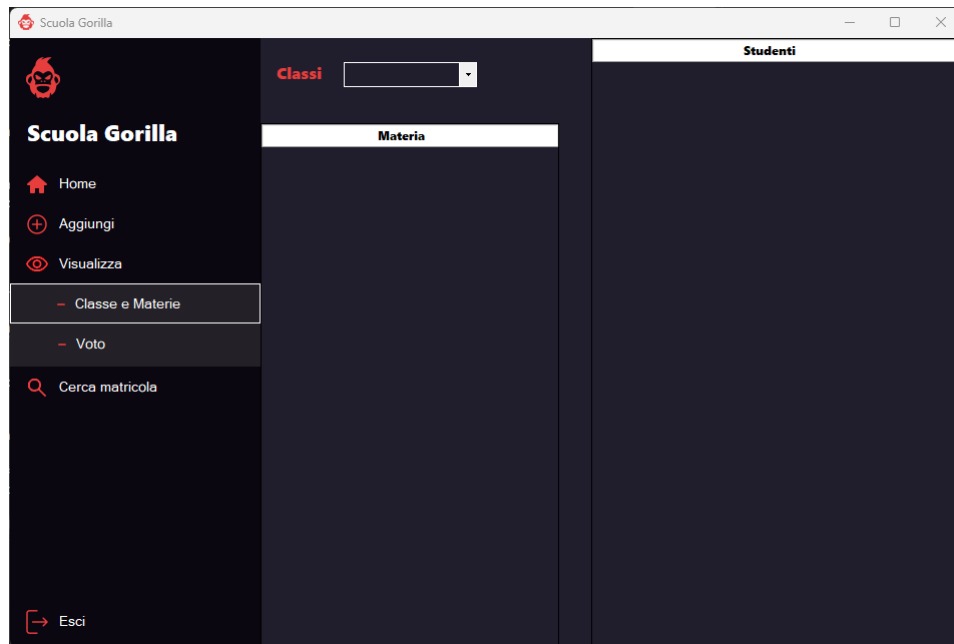 Scuola Gorilla
Scuola Gorilla
Home
Aggiungi
Visualizza
Classe e Materie
Voto
Cerca matricola
Esci
Classi
Materia
Studenti